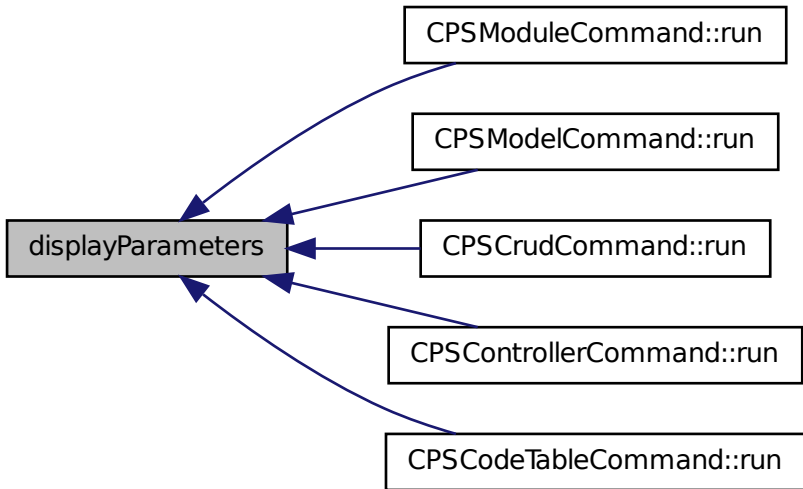 CPSModuleCommand::run
CPSModelCommand::run
displayParameters
CPSCrudCommand::run
CPSControllerCommand::run
CPSCodeTableCommand::run